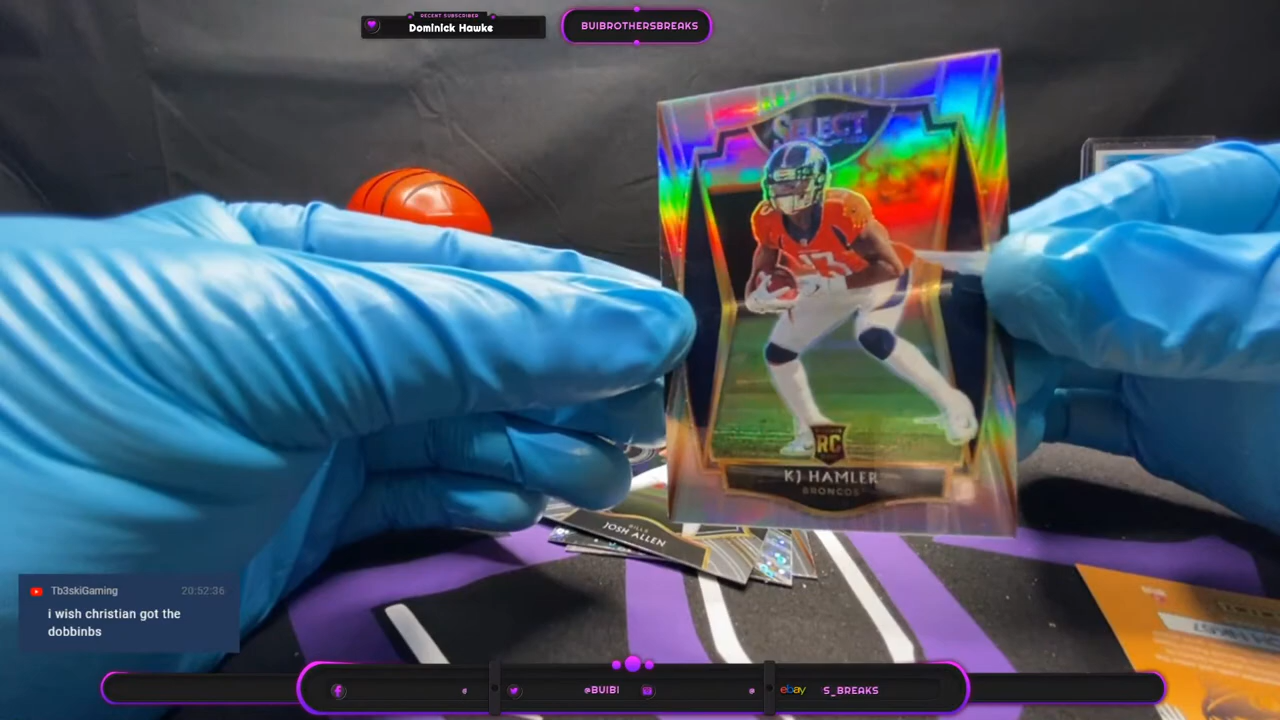 RECENT SUBSCRIBER
Dominick Hawke
BUIBROTHERSBREAKS
SELECT
RC
KJ HAMLER
BRONCOS
BILLS
JOSH ALLEN
Tb3skiGaming 20:52:36
i wish christian got the
dobbinbs
@BUIBI
ebay S_BREAKS